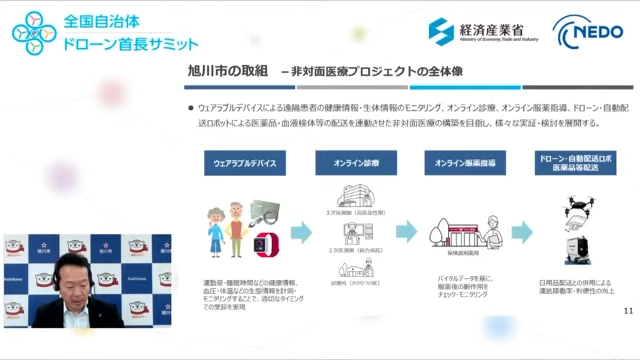 全国自治体
ドローン首長サミット
経済産業省
Ministry of Economy, Trade and Industry
NEDO
旭川市の取組 －非対面医療プロジェクトの全体像
● ウェアラブルデバイスによる遠隔患者の健康情報・生体情報のモニタリング、オンライン診療、オンライン服薬指導、ドローン・自動配
送ロボットによる医薬品・血液検体等の配送を連動させた非対面医療の構築を目指し、様々な実証・検討を展開する。
ウェアラブルデバイス
オンライン診療
オンライン服薬指導
ドローン・自動配送ロボ
医薬品等配送
3次医療圏（高度急性期）
2次医療圏（総合病院）
診療所（かかりつけ医）
保険調剤薬局
運動量・睡眠時間などの健康情報、
血圧・体温などの生体情報を計測・
モニタリングすることで、適切なタイミング
での受診を実現
バイタルデータを基に、
服薬後の副作用を
チェック・モニタリング
日用品配送との併用による
運航稼働率・利便性の向上
11
旭川市